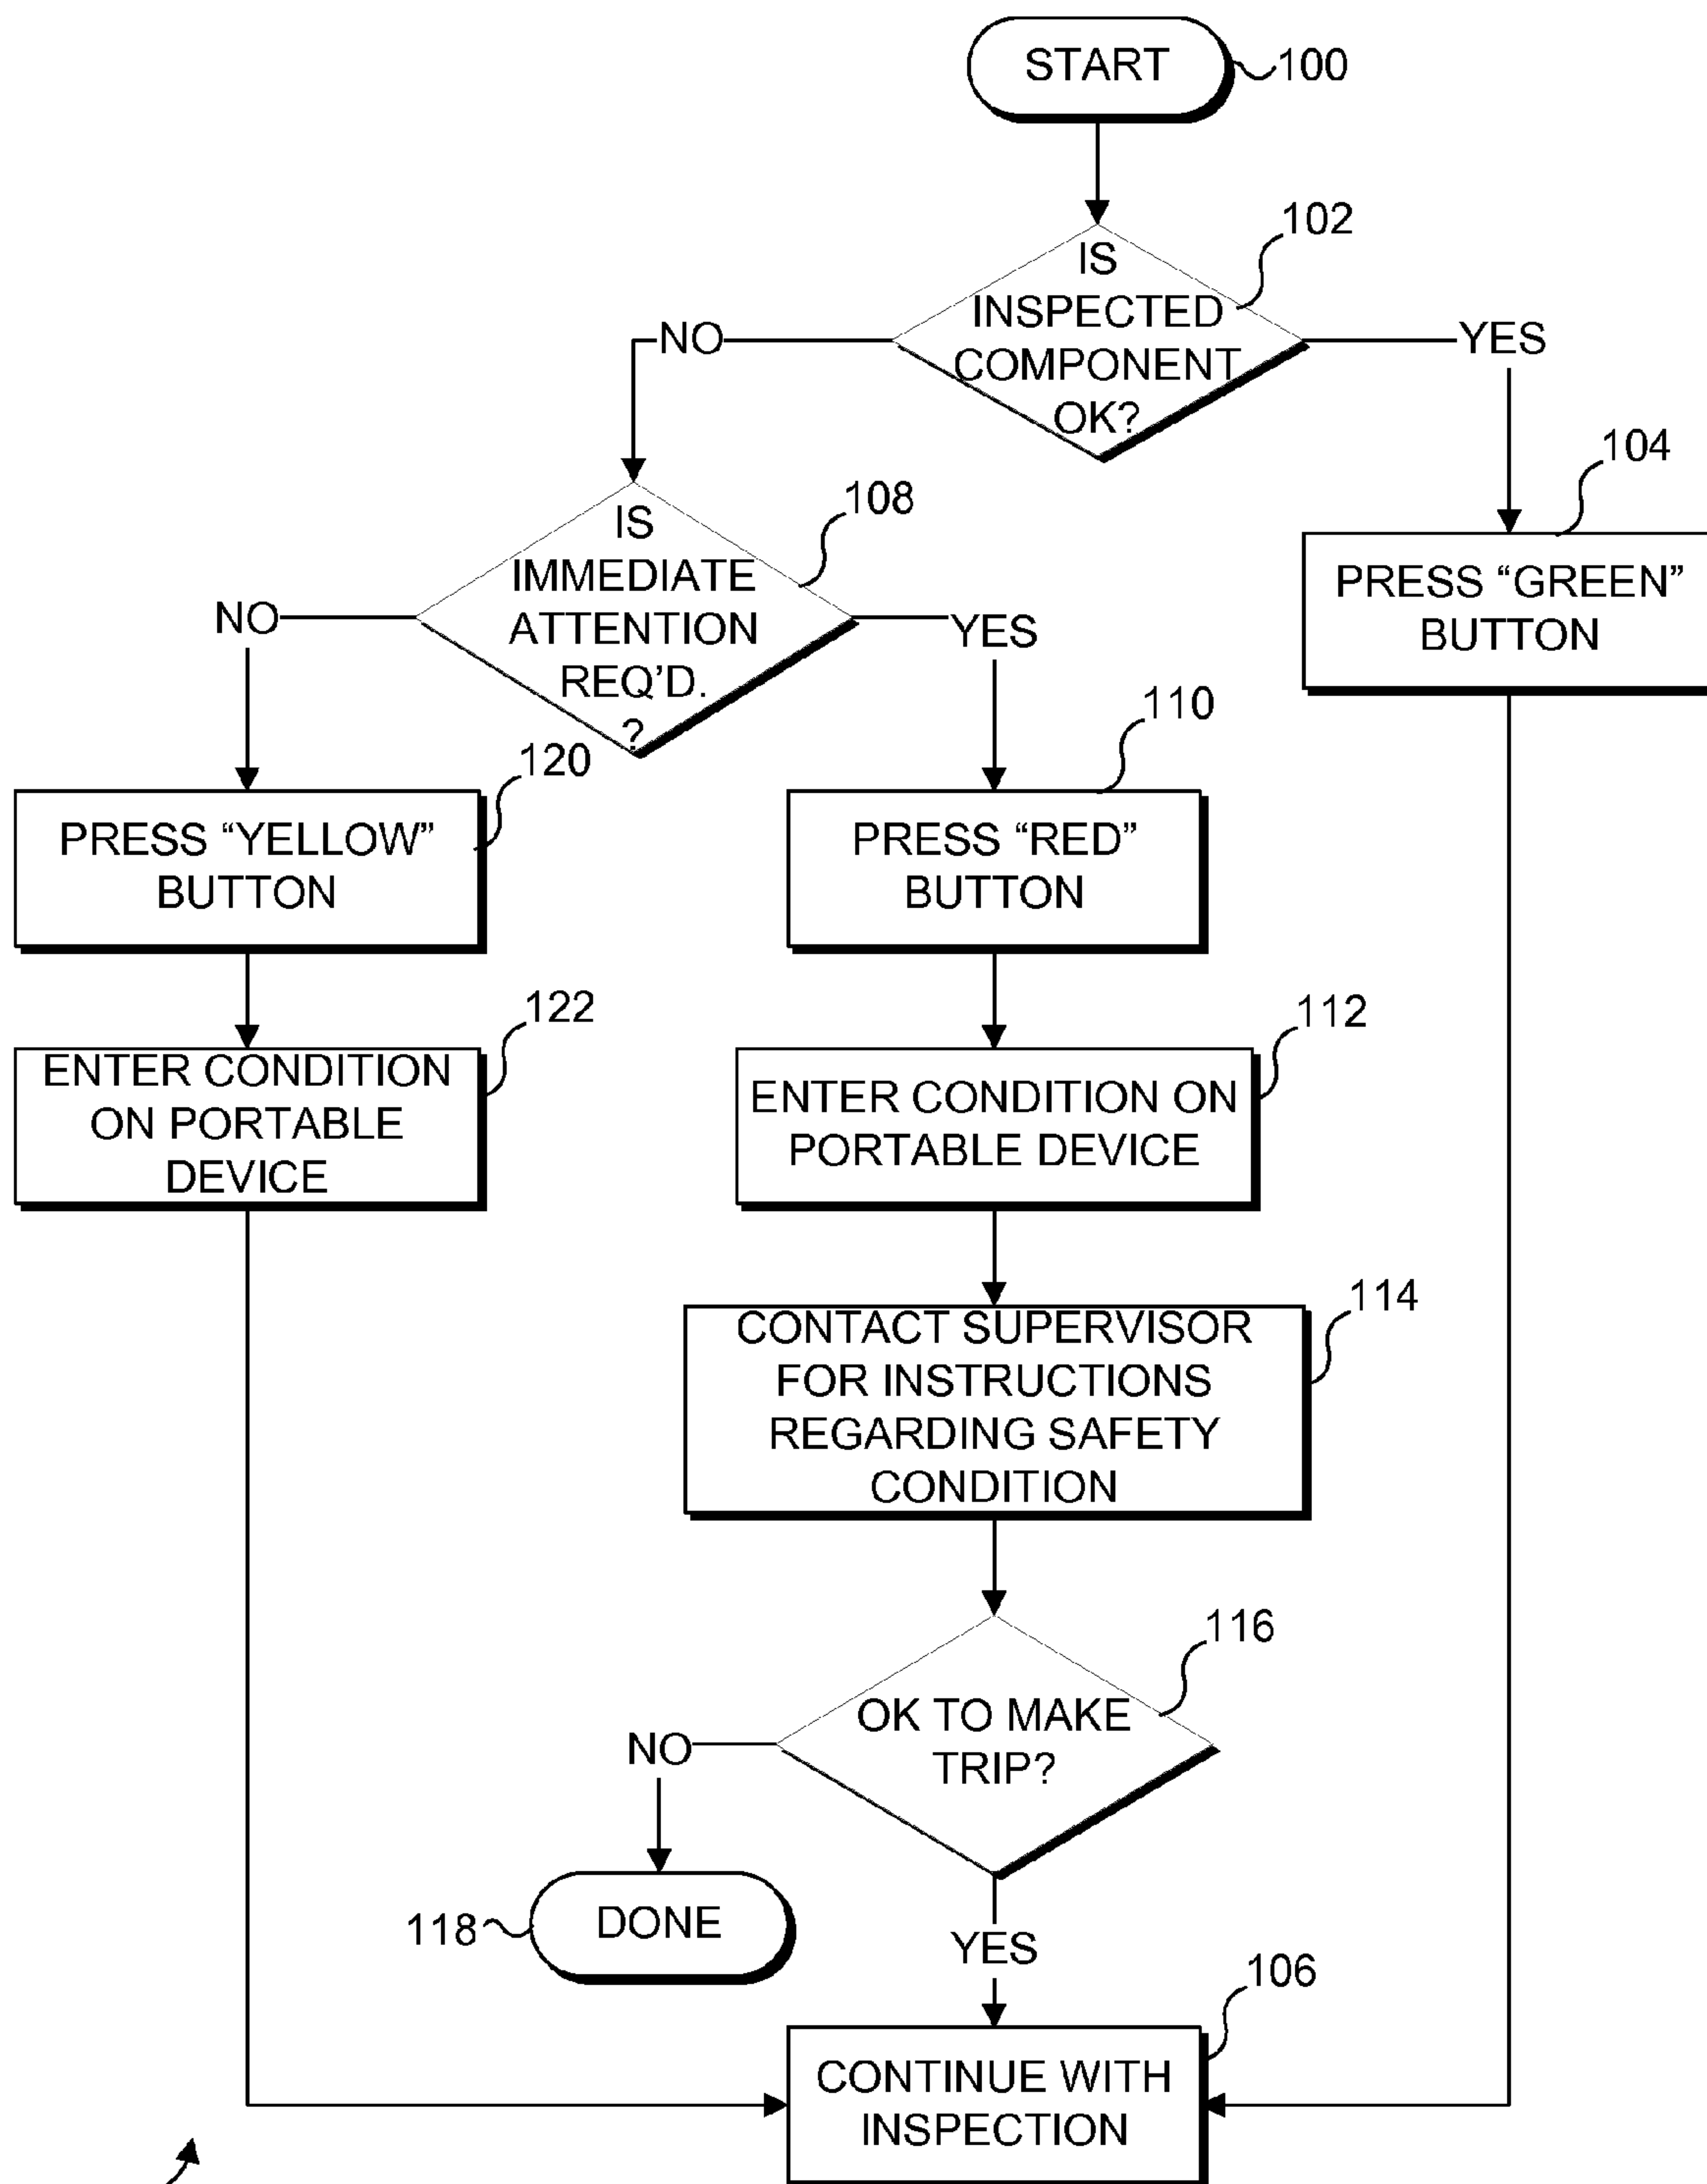 START
100
102
IS
INSPECTED
COMPONENT
OK?
NO
YES
104
108
IS
IMMEDIATE
ATTENTION
REQ’D.
?
PRESS “GREEN”
BUTTON
NO
YES
110
120
PRESS “YELLOW”
BUTTON
PRESS “RED”
BUTTON
122
112
ENTER CONDITION
ON PORTABLE
DEVICE
ENTER CONDITION ON
PORTABLE DEVICE
114
CONTACT SUPERVISOR
FOR INSTRUCTIONS
REGARDING SAFETY
CONDITION
116
OK TO MAKE
TRIP?
NO
118
DONE
YES
106
CONTINUE WITH
INSPECTION